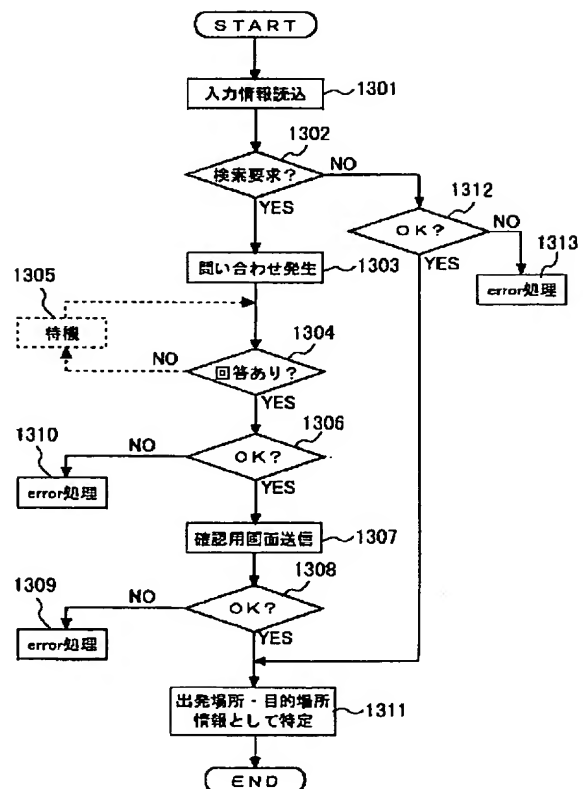 START
入力情報読込
1301
1302
検索要求?
NO
YES
1312
OK?
NO
YES
1313
error処理
問い合わせ発生
1303
1305
待機
1304
NO
回答あり?
YES
1306
1310
NO
OK?
YES
error処理
確認用画面送信
1307
1308
1309
NO
OK?
YES
error処理
出発場所・目的場所
情報として特定
1311
END